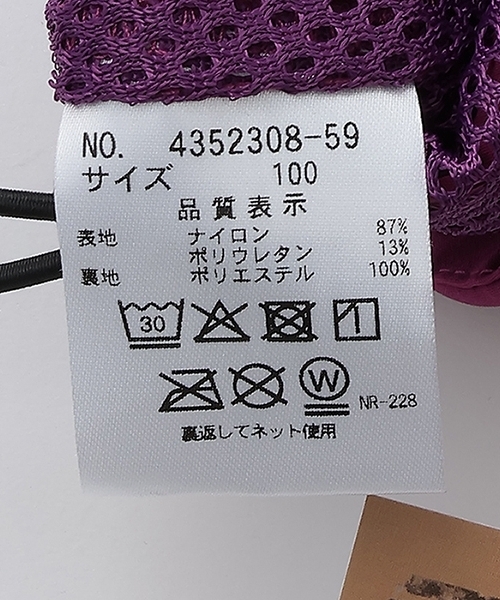 NO. 4352308-59
サイズ 100
品質表示
表地 ナイロン 87%
ポリウレタン 13%
裏地 ポリエステル 100%
30
W
NR-228
裏返してネット使用